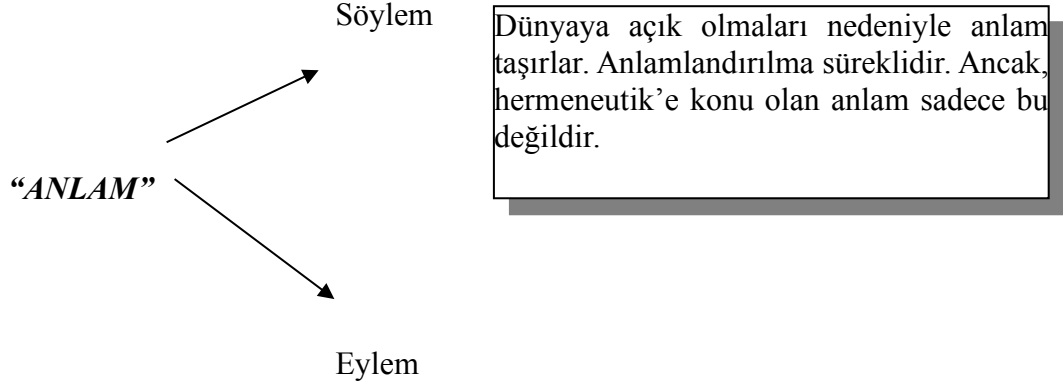 Söylem
Dünyaya açık olmaları nedeniyle anlam
taşırlar. Anlamlandırılma süreklidir. Ancak,
hermeneutik’e konu olan anlam sadece bu
değildir.
“ANLAM”
Eylem